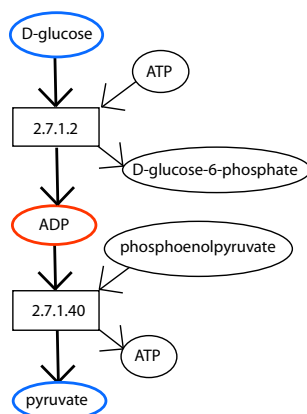 D-glucose
ATP
2.7.1.2
D-glucose-6-phosphate
ADP
phosphoenolpyruvate
2.7.1.40
ATP
pyruvate